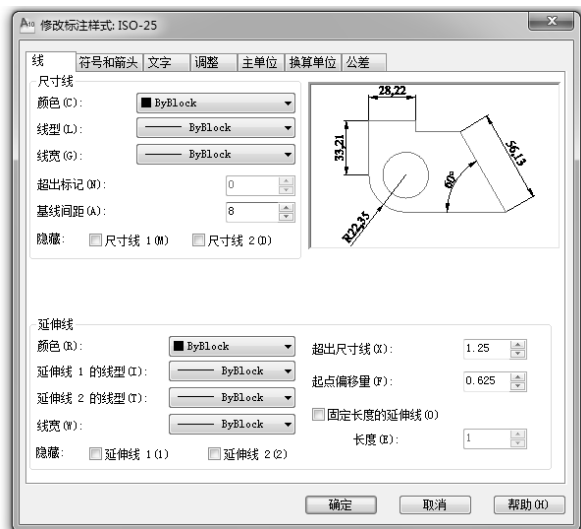 修改标注样式: ISO-25
线 符号和箭头 文字 调整 主单位 换算单位 公差
尺寸线
颜色(C): ByBlock
线型(L): ByBlock
线宽(G): ByBlock
超出标记(N): 0
基线间距(A): 8
隐藏: 尺寸线 1(M) 尺寸线 2(D)
28,22
33,21
56,13
60°
R22,35
延伸线
颜色(R): ByBlock
延伸线 1 的线型(I): ByBlock
延伸线 2 的线型(T): ByBlock
线宽(W): ByBlock
隐藏: 延伸线 1(1) 延伸线 2(2)
超出尺寸线(X): 1.25
起点偏移量(F): 0.625
固定长度的延伸线(O)
长度(E): 1
确定 取消 帮助(H)